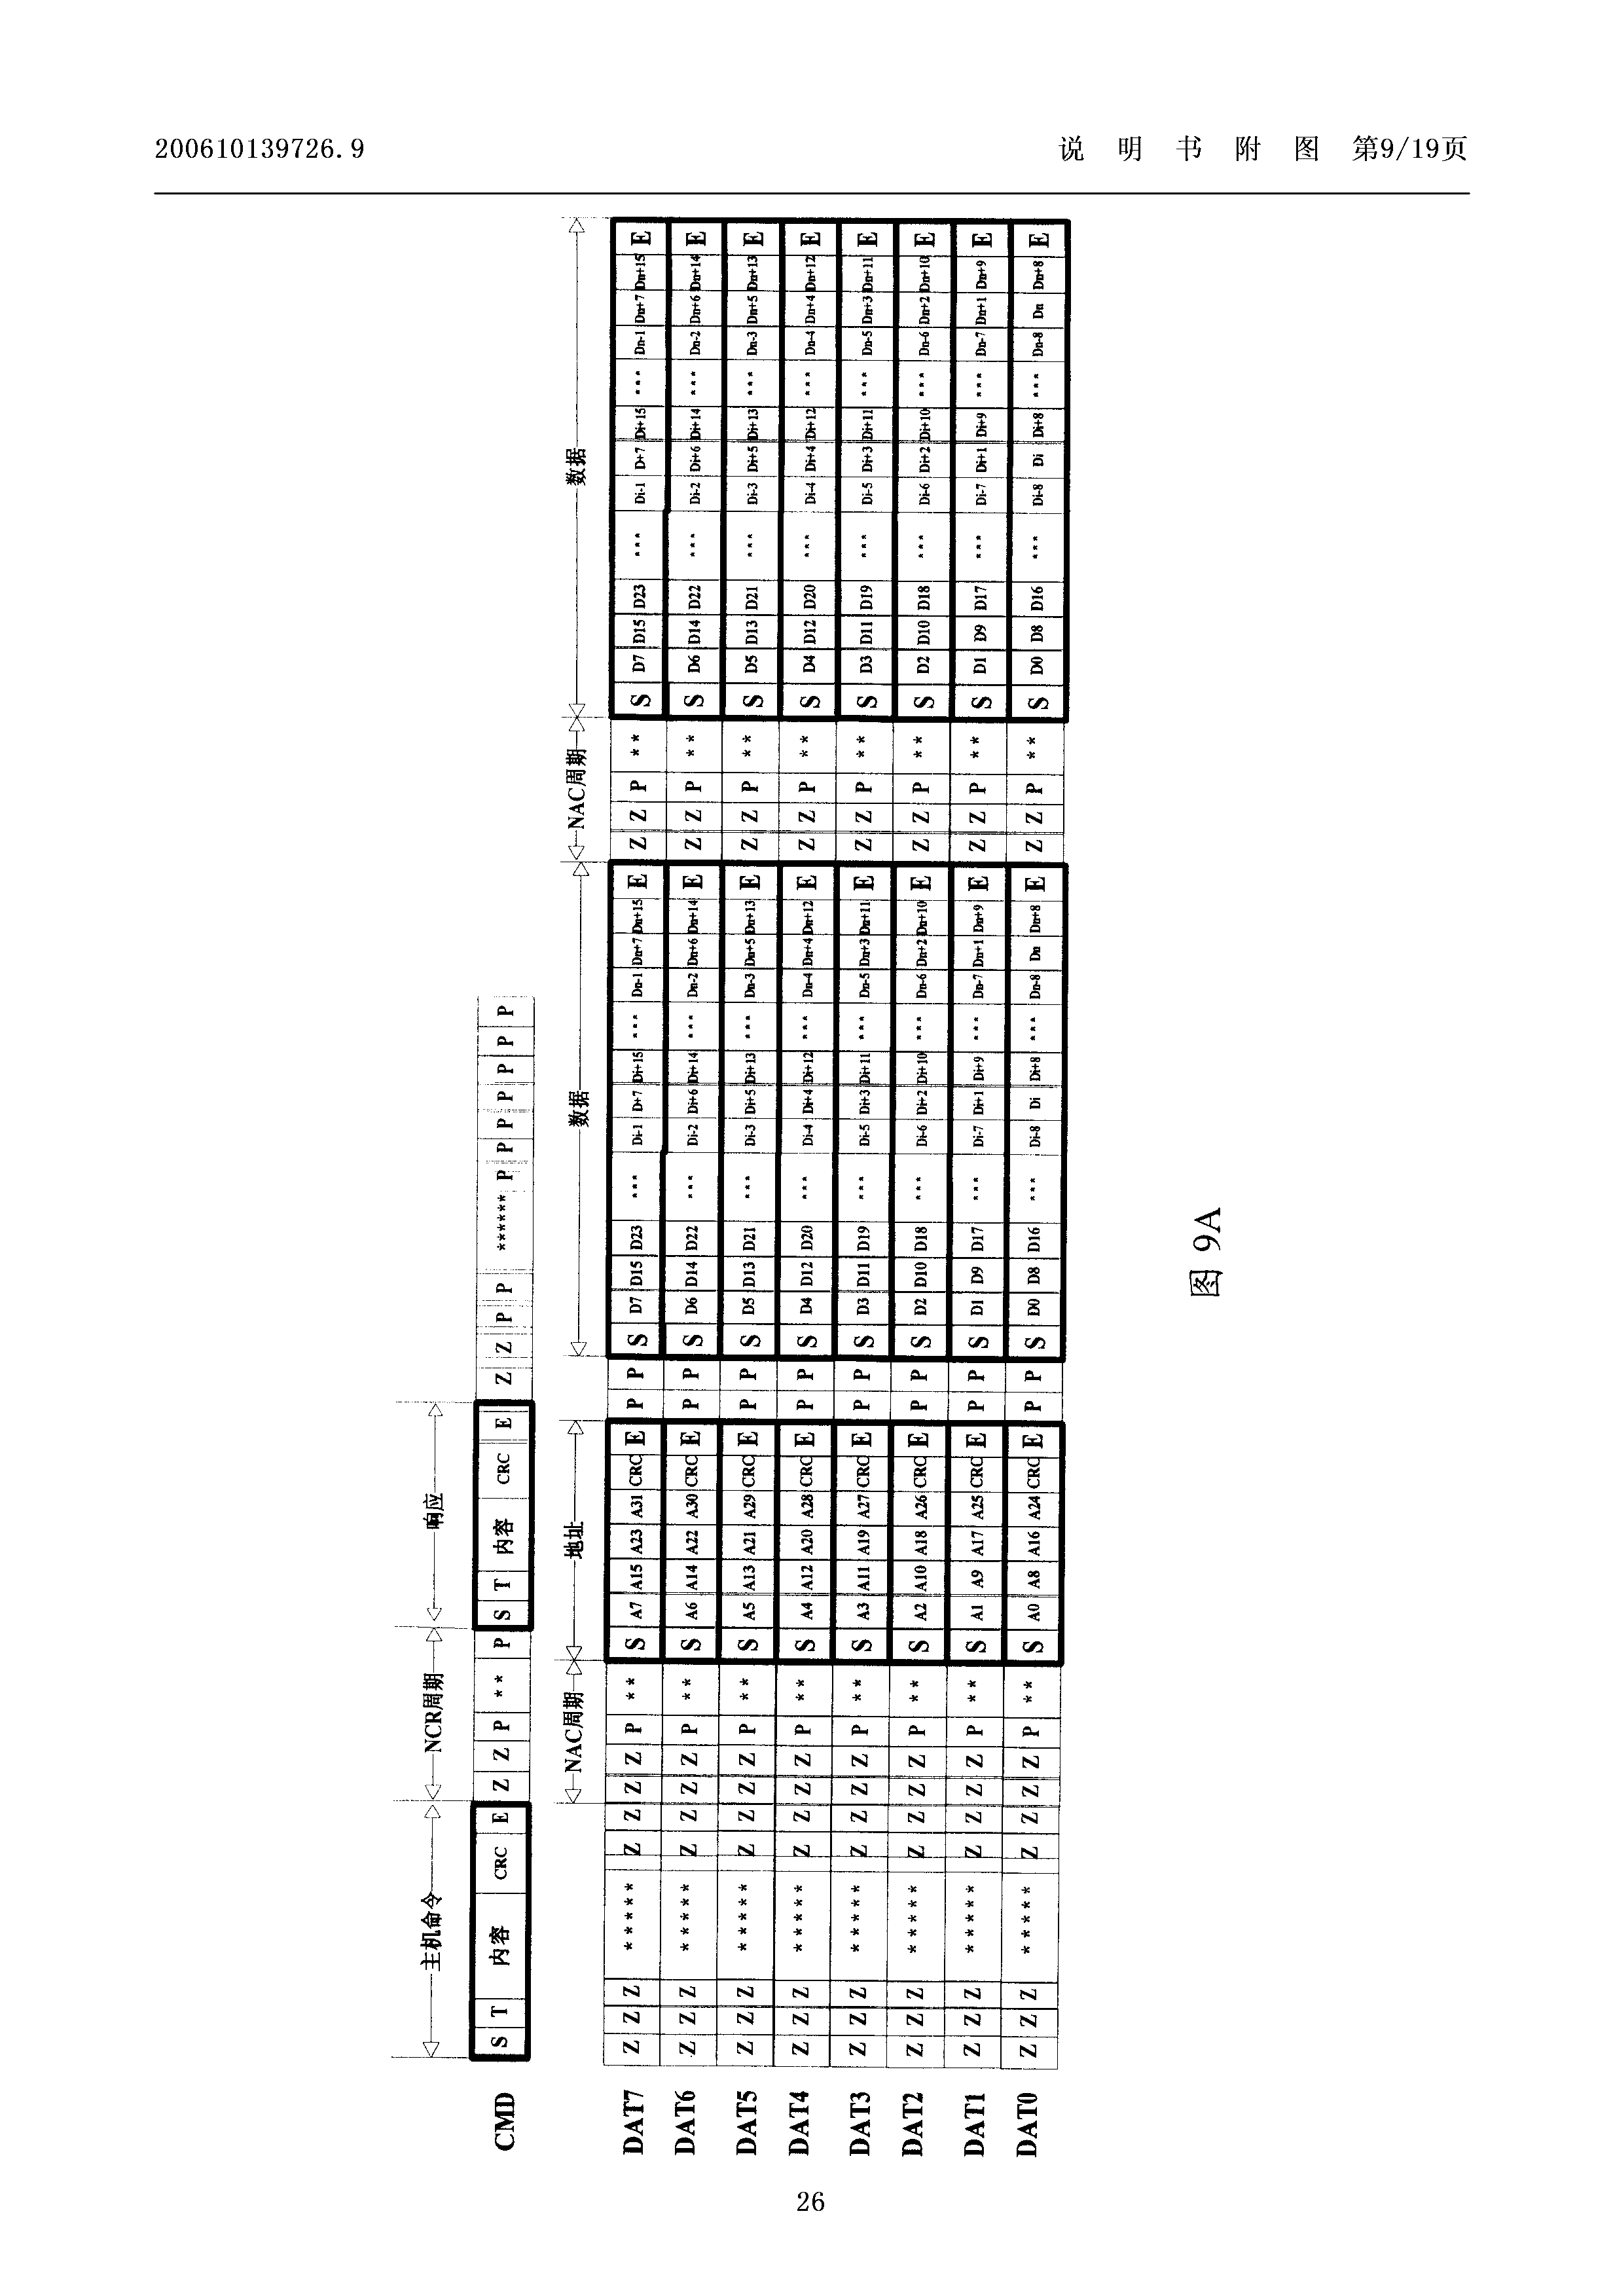 200610139726.9 说 明 书 附 图 第9/19页
主机命令 NCR周期 响应
CMD S T 内容 CRC E Z Z P ** P S T 内容 CRC E Z Z P P ****** P P P P P P P
NAC周期 地址 数据 NAC周期 数据
DAT7 Z Z Z ***** Z Z Z Z P ** S A7 A15 A23 A31 CRC E P P S D7 D15 D23 *** Di-1 D+7 Di+15 *** Dn-1 Dn+7 Dn+15 E Z Z P ** S D7 D15 D23 *** Di-1 D+7 Di+15 *** Dn-1 Dn+7 Dn+15 E
DAT6 Z Z Z ***** Z Z Z Z P ** S A6 A14 A22 A30 CRC E P P S D6 D14 D22 *** Di-2 Di+6 Di+14 *** Dn-2 Dn+6 Dn+14 E Z Z P ** S D6 D14 D22 *** Di-2 Di+6 Di+14 *** Dn-2 Dn+6 Dn+14 E
DAT5 Z Z Z ***** Z Z Z Z P ** S A5 A13 A21 A29 CRC E P P S D5 D13 D21 *** Di-3 Di+5 Di+13 *** Dn-3 Dn+5 Dn+13 E Z Z P ** S D5 D13 D21 *** Di-3 Di+5 Di+13 *** Dn-3 Dn+5 Dn+13 E
DAT4 Z Z Z ***** Z Z Z Z P ** S A4 A12 A20 A28 CRC E P P S D4 D12 D20 *** Di-4 Di+4 Di+12 *** Dn-4 Dn+4 Dn+12 E Z Z P ** S D4 D12 D20 *** Di-4 Di+4 Di+12 *** Dn-4 Dn+4 Dn+12 E
DAT3 Z Z Z ***** Z Z Z Z P ** S A3 A11 A19 A27 CRC E P P S D3 D11 D19 *** Di-5 Di+3 Di+11 *** Dn-5 Dn+3 Dn+11 E Z Z P ** S D3 D11 D19 *** Di-5 Di+3 Di+11 *** Dn-5 Dn+3 Dn+11 E
DAT2 Z Z Z ***** Z Z Z Z P ** S A2 A10 A18 A26 CRC E P P S D2 D10 D18 *** Di-6 Di+2 Di+10 *** Dn-6 Dn+2 Dn+10 E Z Z P ** S D2 D10 D18 *** Di-6 Di+2 Di+10 *** Dn-6 Dn+2 Dn+10 E
DAT1 Z Z Z ***** Z Z Z Z P ** S A1 A9 A17 A25 CRC E P P S D1 D9 D17 *** Di-7 Di+1 Di+9 *** Dn-7 Dn+1 Dn+9 E Z Z P ** S D1 D9 D17 *** Di-7 Di+1 Di+9 *** Dn-7 Dn+1 Dn+9 E
DAT0 Z Z Z ***** Z Z Z Z P ** S A0 A8 A16 A24 CRC E P P S D0 D8 D16 *** Di-8 Di Di+8 *** Dn-8 Dn Dn+8 E Z Z P ** S D0 D8 D16 *** Di-8 Di Di+8 *** Dn-8 Dn Dn+8 E
图 9A
26